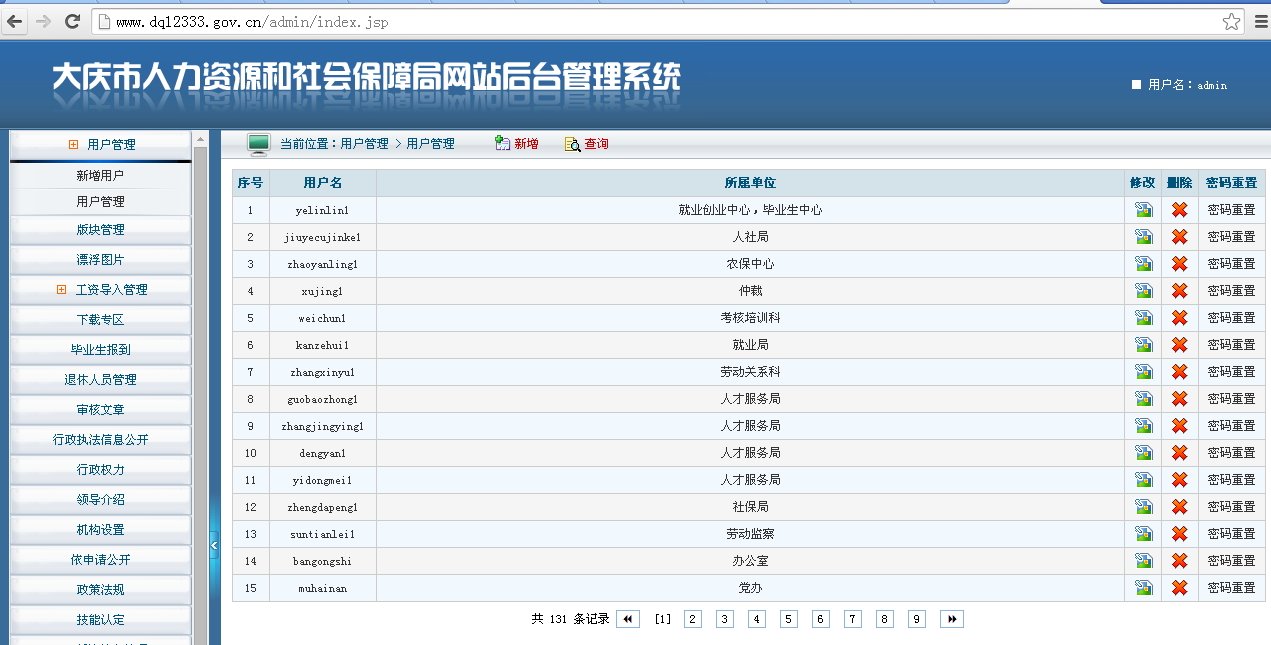 www.dq12333.gov.cn/admin/index.jsp
大庆市人力资源和社会保障局网站后台管理系统
用户名：admin
用户管理
新增用户
用户管理
版块管理
漂浮图片
工资导入管理
下载专区
毕业生报到
退休人员管理
审核文章
行政执法信息公开
行政权力
领导介绍
机构设置
依申请公开
政策法规
技能认定
当前位置：用户管理 > 用户管理 新增 查询
序号 用户名 所属单位 修改 删除 密码重置
1 yelinlin1 就业创业中心，毕业生中心 密码重置
2 jiuyecujinke1 人社局 密码重置
3 zhaoyanling1 农保中心 密码重置
4 xujing1 仲裁 密码重置
5 weichun1 考核培训科 密码重置
6 kanzehui1 就业局 密码重置
7 zhangxinyu1 劳动关系科 密码重置
8 guobaozhong1 人才服务局 密码重置
9 zhangjingying1 人才服务局 密码重置
10 dengyan1 人才服务局 密码重置
11 yidongmei1 人才服务局 密码重置
12 zhengdapeng1 社保局 密码重置
13 suntianlei1 劳动监察 密码重置
14 bangongshi 办公室 密码重置
15 muhainan 党办 密码重置
共 131 条记录 [1] 2 3 4 5 6 7 8 9